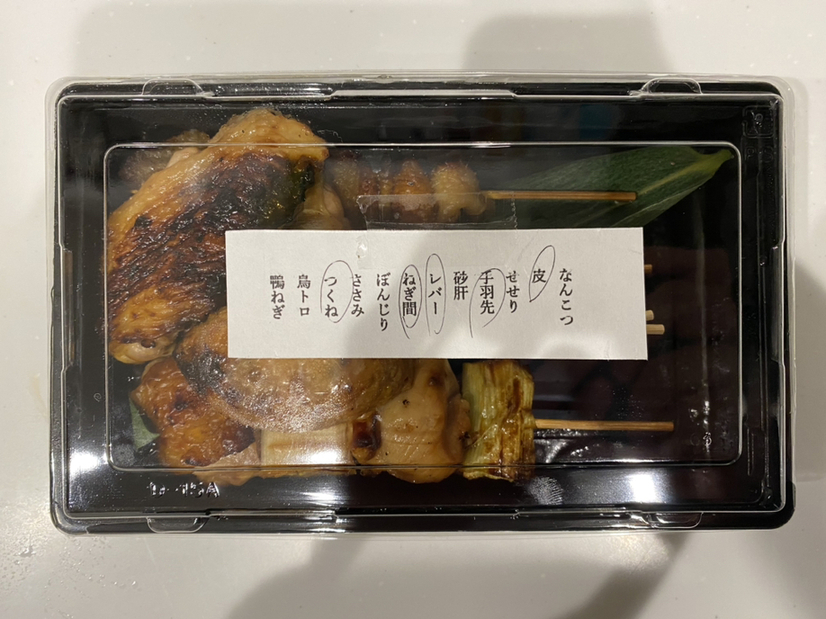 なんこつ
皮
せせり
手羽先
砂肝
レバー
ねぎ間
ぼんじり
ささみ
つくね
鳥トロ
鴨ねぎ